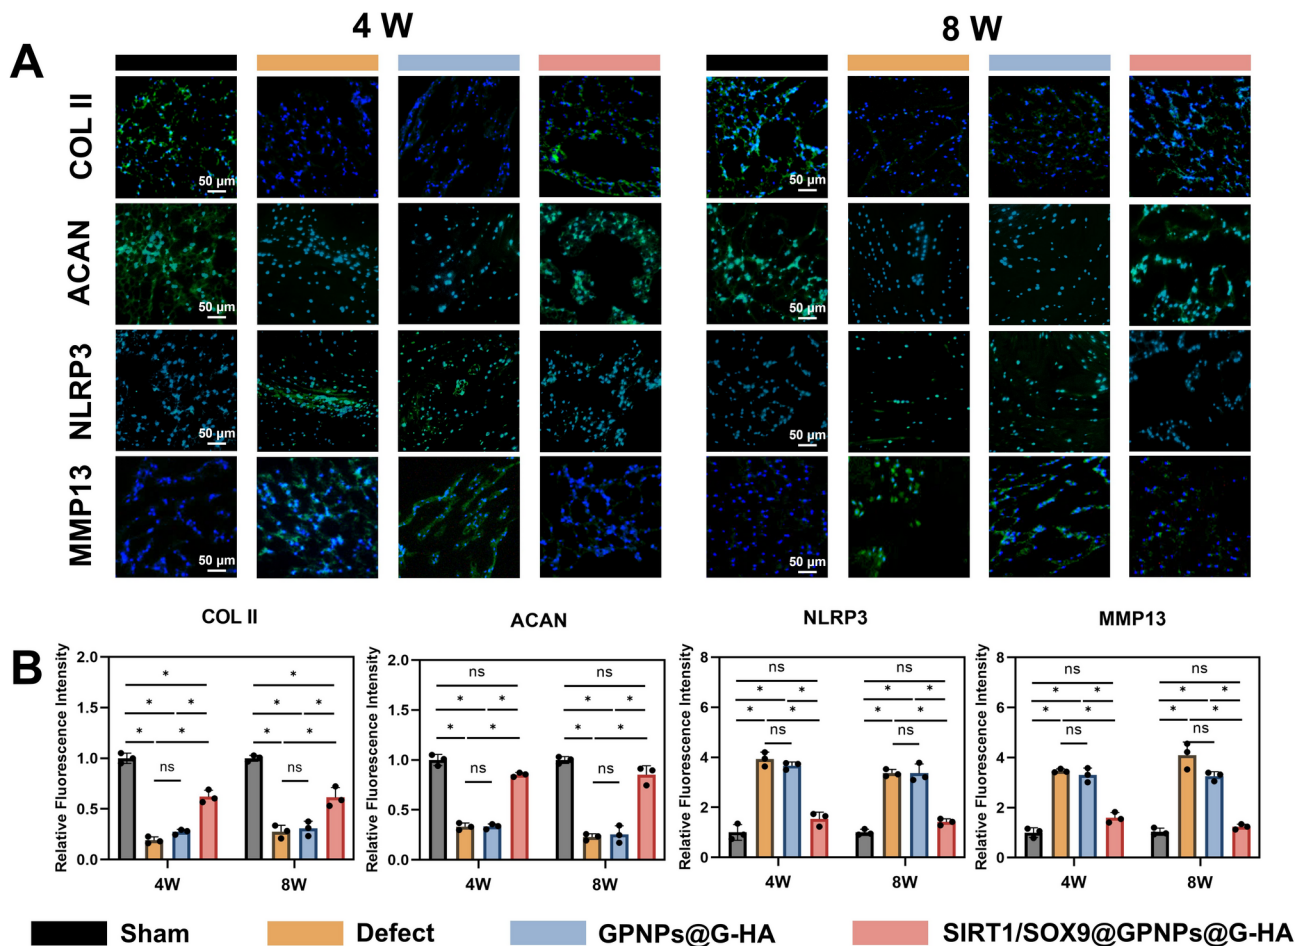 4 W
8 W
A
COL II
50 μm
50 μm
ACAN
50 μm
50 μm
NLRP3
50 μm
50 μm
MMP13
50 μm
50 μm
B
COL II
Relative Fluorescence Intensity
2.0
1.5
1.0
0.5
0.0
*
*
*
*
*
ns
*
*
*
*
*
ns
4W
8W
ACAN
Relative Fluorescence Intensity
2.0
1.5
1.0
0.5
0.0
ns
*
*
*
*
ns
ns
*
*
*
*
ns
4W
8W
NLRP3
Relative Fluorescence Intensity
8
6
4
2
0
ns
*
*
*
*
ns
ns
*
*
*
*
ns
4W
8W
MMP13
Relative Fluorescence Intensity
8
6
4
2
0
ns
*
*
*
*
ns
ns
*
*
*
*
ns
4W
8W
Sham
Defect
GPNPs@G-HA
SIRT1/SOX9@GPNPs@G-HA